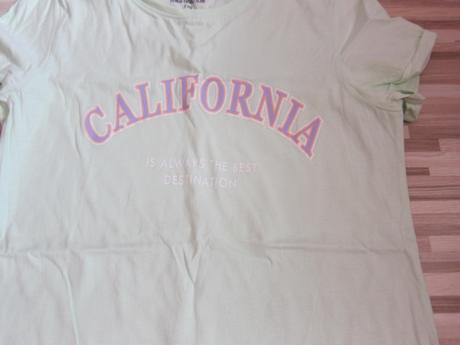 CALIFORNIA
IS ALWAYS THE BEST
DESTINATION